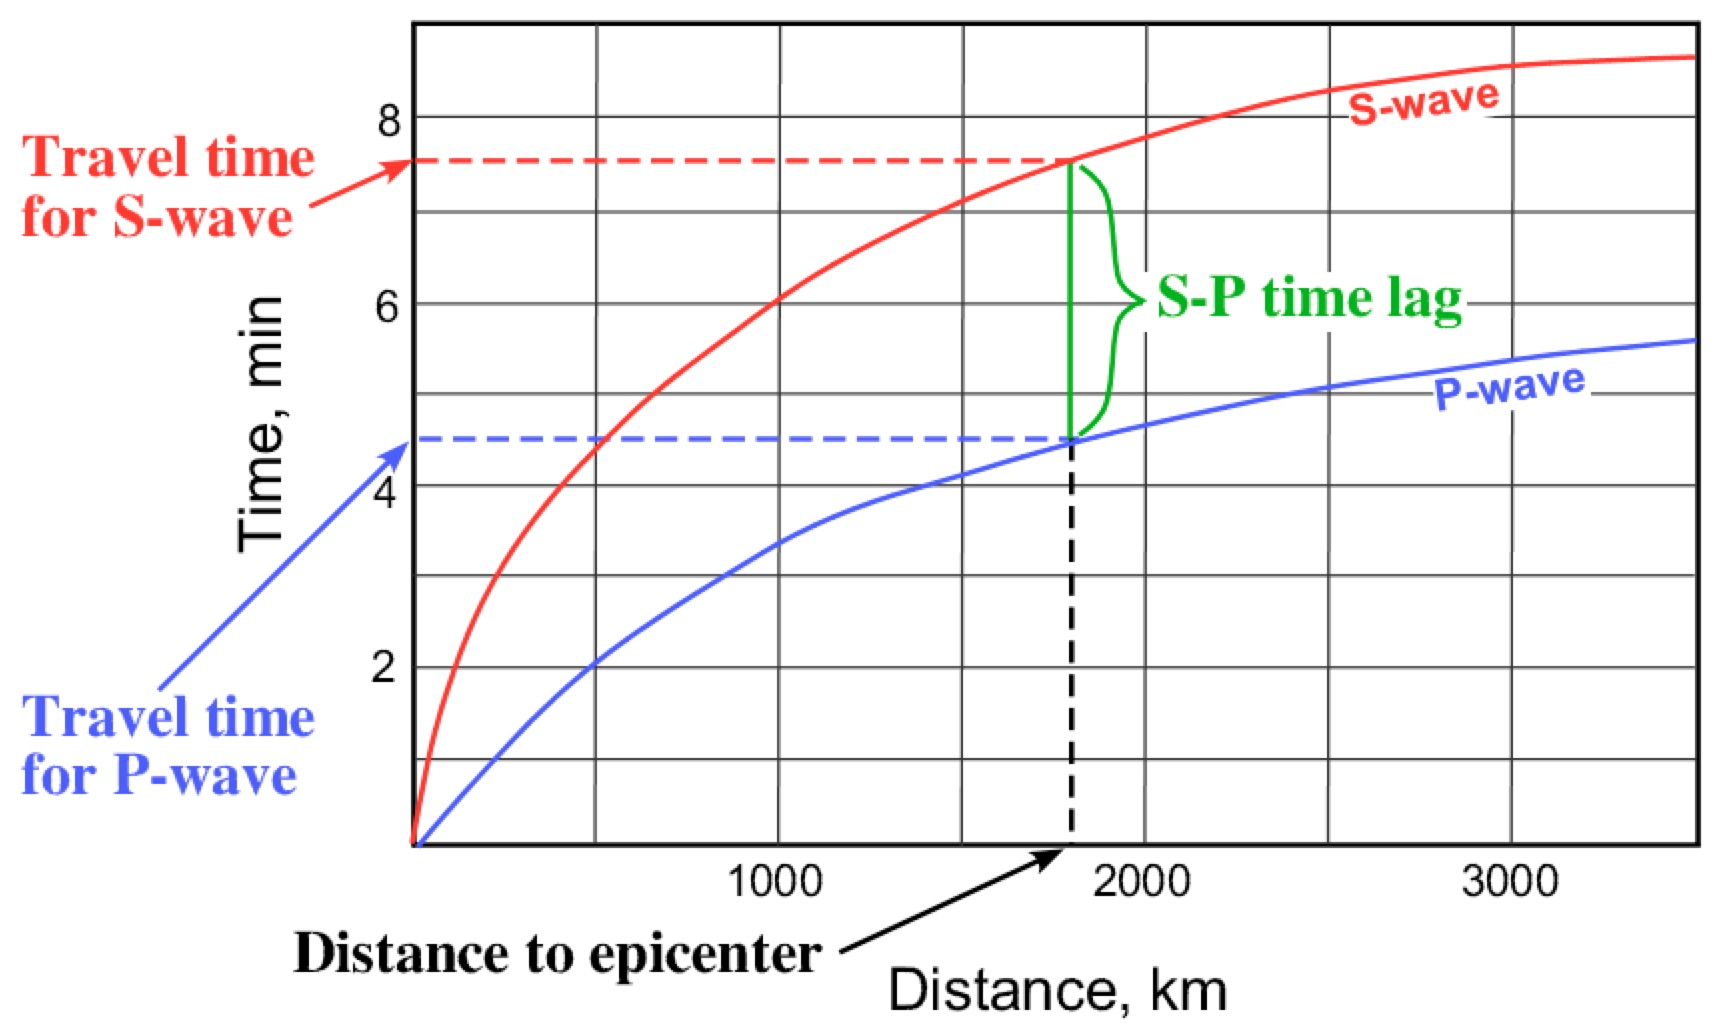 8
S-wave
Travel time
for S-wave
6
S-P time lag
Time, min
P-wave
4
2
Travel time
for P-wave
1000
2000
3000
Distance to epicenter
Distance, km